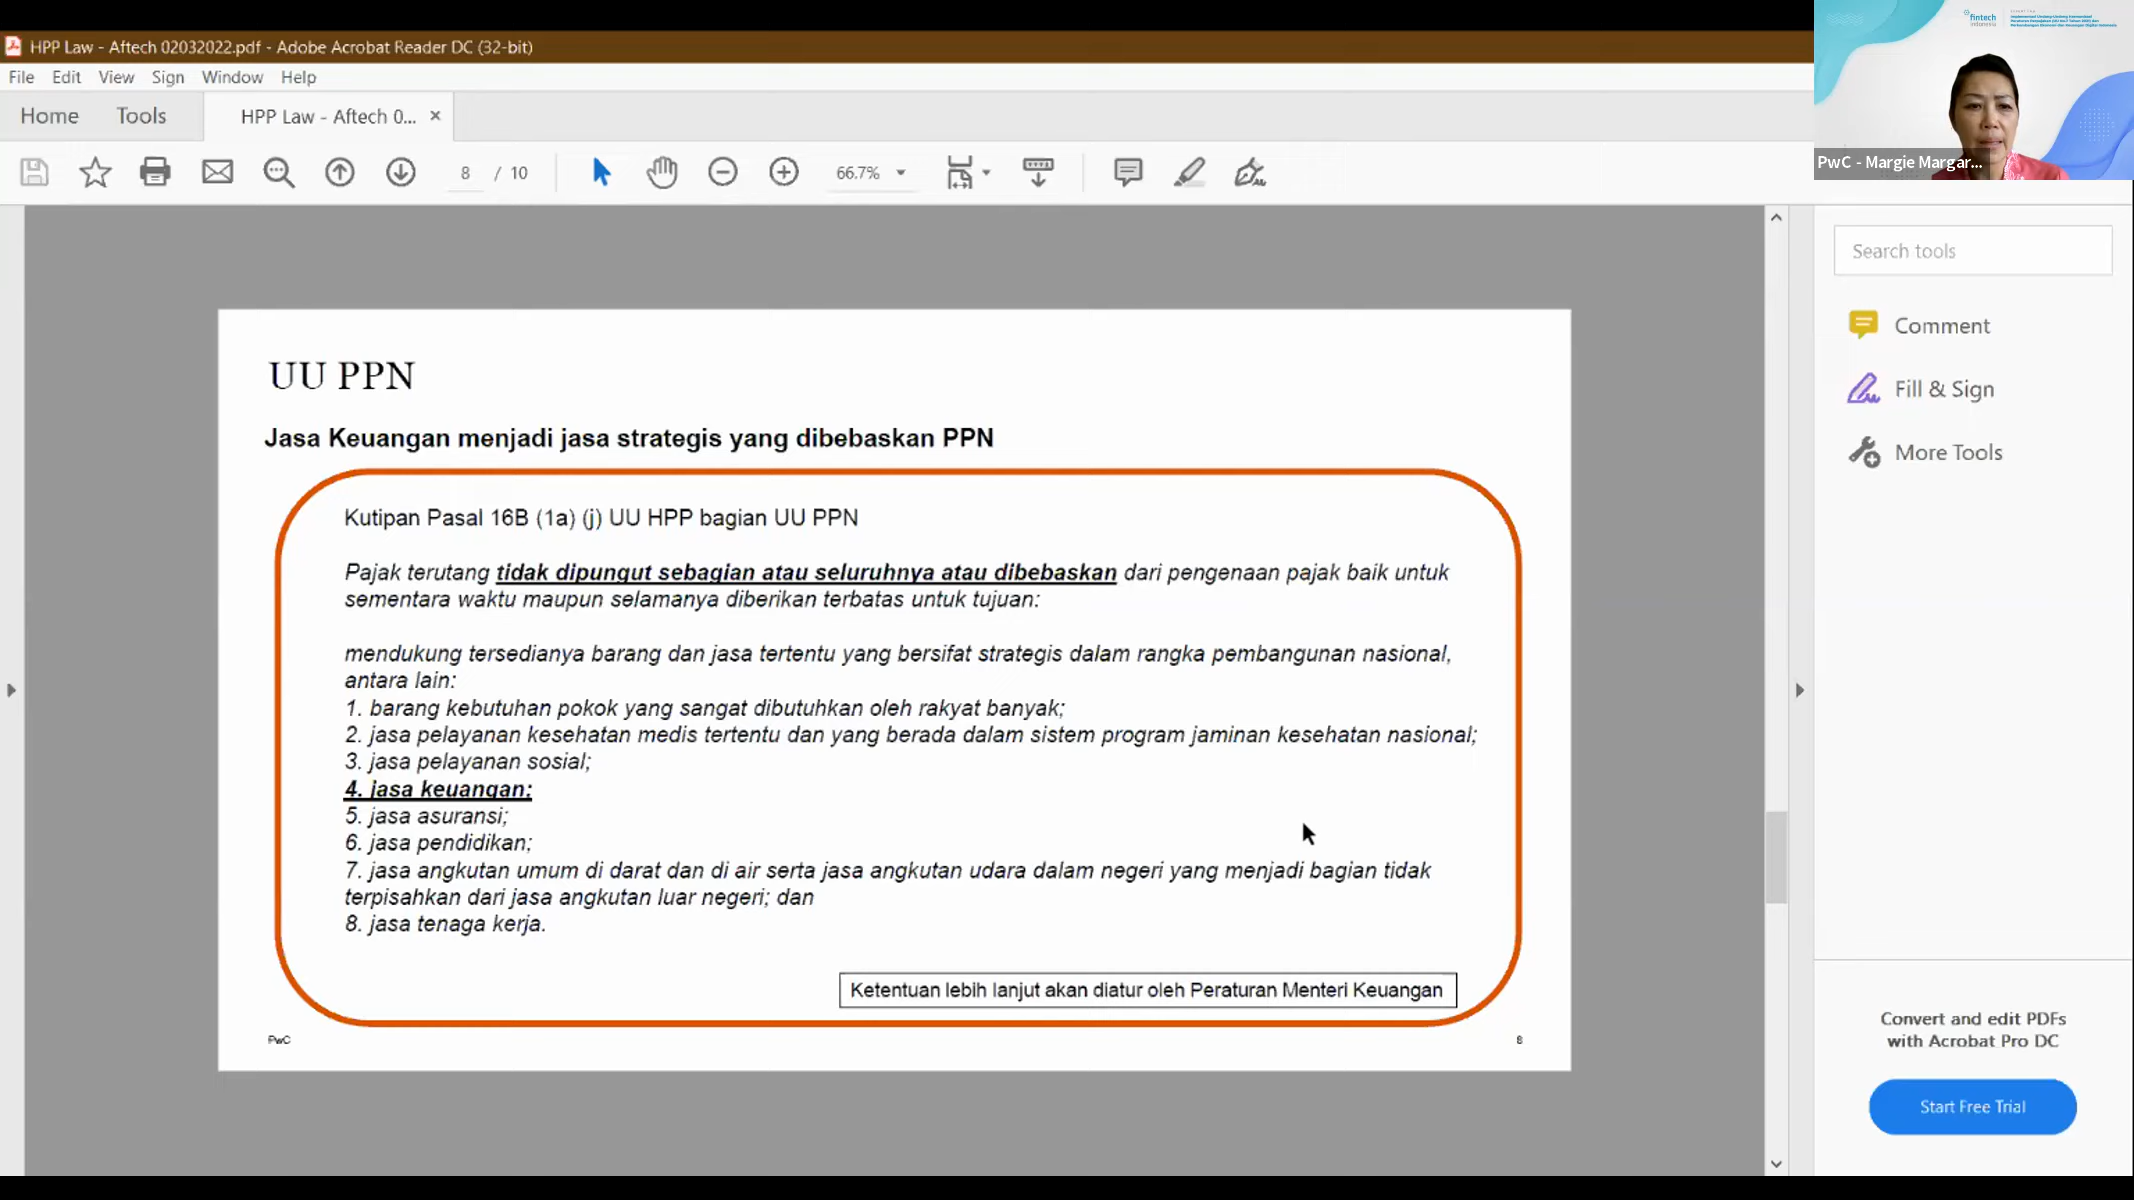 HPP Law - Aftech 02032022.pdf - Adobe Acrobat Reader DC (32-bit)
File Edit View Sign Window Help
Home Tools HPP Law - Aftech 0... ×
8 / 10 66.7%
fintech
indonesia
PwC - Margie Margar...
Search tools
Comment
Fill & Sign
More Tools
UU PPN
Jasa Keuangan menjadi jasa strategis yang dibebaskan PPN
Kutipan Pasal 16B (1a) (j) UU HPP bagian UU PPN
Pajak terutang tidak dipungut sebagian atau seluruhnya atau dibebaskan dari pengenaan pajak baik untuk
sementara waktu maupun selamanya diberikan terbatas untuk tujuan:
mendukung tersedianya barang dan jasa tertentu yang bersifat strategis dalam rangka pembangunan nasional,
antara lain:
1. barang kebutuhan pokok yang sangat dibutuhkan oleh rakyat banyak;
2. jasa pelayanan kesehatan medis tertentu dan yang berada dalam sistem program jaminan kesehatan nasional;
3. jasa pelayanan sosial;
4. jasa keuangan;
5. jasa asuransi;
6. jasa pendidikan;
7. jasa angkutan umum di darat dan di air serta jasa angkutan udara dalam negeri yang menjadi bagian tidak
terpisahkan dari jasa angkutan luar negeri; dan
8. jasa tenaga kerja.
Ketentuan lebih lanjut akan diatur oleh Peraturan Menteri Keuangan
PwC 8
Convert and edit PDFs
with Acrobat Pro DC
Start Free Trial